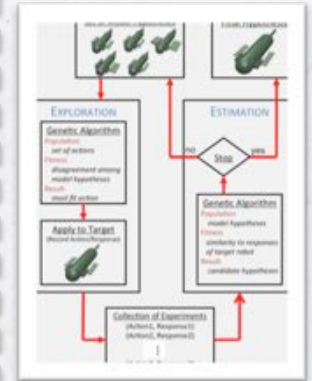 EXPLORATION
Genetic Algorithm
Population
set of actions
Fitness
disagreement among
model hypotheses
Result
most fit action
Apply to Target
(Record Action/Response)
ESTIMATION
no
yes
Stop
Genetic Algorithm
Population
model hypotheses
Fitness
similarity to responses
of target robot
Result
candidate hypotheses
Collection of Experiments
(Action1, Response1)
(Action2, Response2)